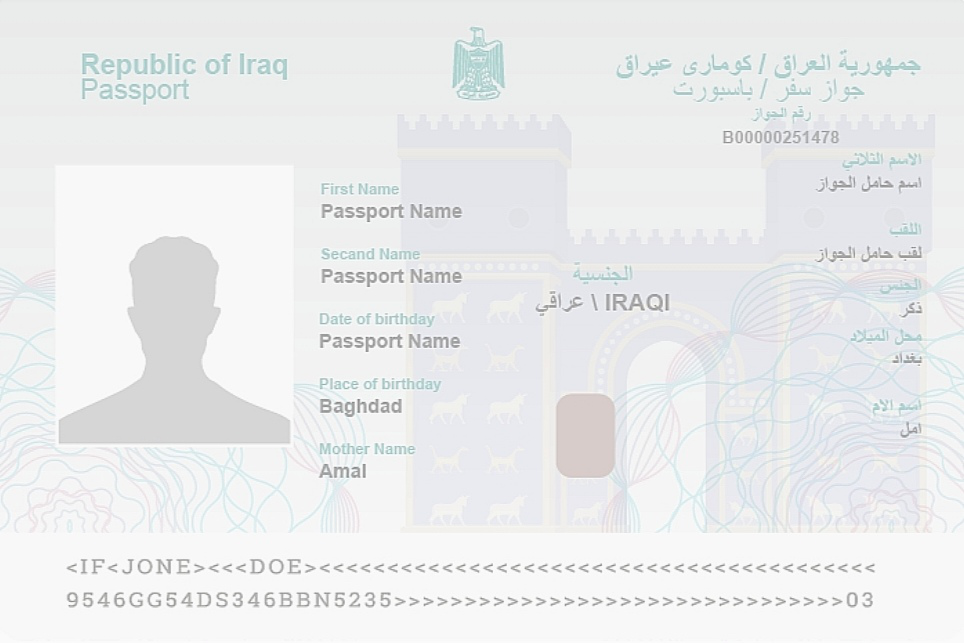 Republic of Iraq
Passport
جمهورية العراق / كومارى عيراق
جواز سفر / باسبورت
رقم الجواز
B00000251478
First Name
Passport Name
Secand Name
Passport Name
Date of birthday
Passport Name
Place of birthday
Baghdad
Mother Name
Amal
الجنسية
عراقي \ IRAQI
الاسم الثلاثي
اسم حامل الجواز
اللقب
لقب حامل الجواز
الجنس
ذكر
محل الميلاد
بغداد
اسم الام
امل
<IF<JONE><<<DOE><<<<<<<<<<<<<<<<<<<<<<<<<<<<<<<<<<<<<<<<<
9546GG54DS346BBN5235>>>>>>>>>>>>>>>>>>>>>>>>>>>>>>>>03